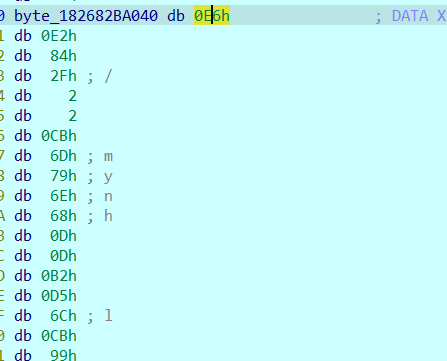 0 byte_182682BA040 db 0E6h ; DATA X
1 db 0E2h
2 db 84h
3 db 2Fh ; /
4 db 2
5 db 2
6 db 0CBh
7 db 6Dh ; m
8 db 79h ; y
9 db 6Eh ; n
A db 68h ; h
B db 0Dh
C db 0Dh
D db 0B2h
E db 0D5h
F db 6Ch ; l
0 db 0CBh
1 db 99h